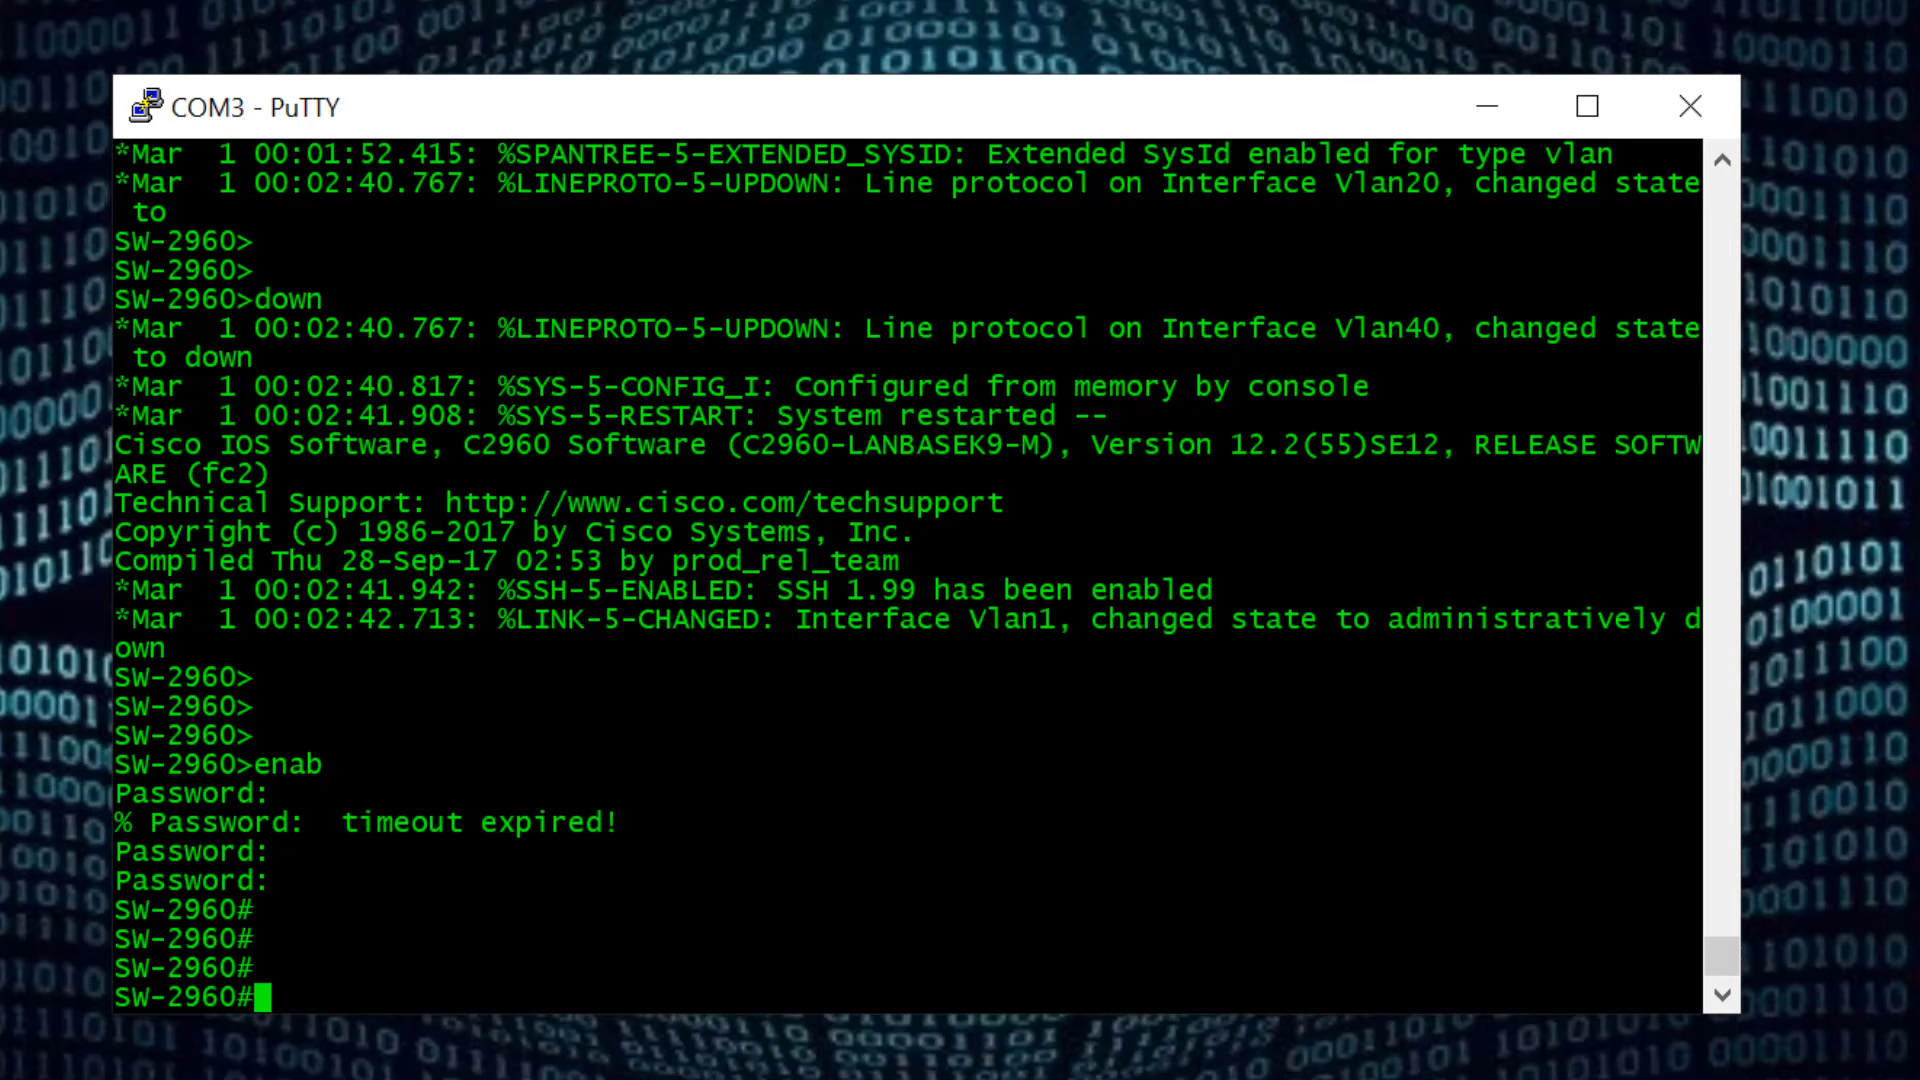 COM3 - PuTTY
*Mar  1 00:01:52.415: %SPANTREE-5-EXTENDED_SYSID: Extended SysId enabled for type vlan
*Mar  1 00:02:40.767: %LINEPROTO-5-UPDOWN: Line protocol on Interface Vlan20, changed state
 to
SW-2960>
SW-2960>
SW-2960>down
*Mar  1 00:02:40.767: %LINEPROTO-5-UPDOWN: Line protocol on Interface Vlan40, changed state
 to down
*Mar  1 00:02:40.817: %SYS-5-CONFIG_I: Configured from memory by console
*Mar  1 00:02:41.908: %SYS-5-RESTART: System restarted --
Cisco IOS Software, C2960 Software (C2960-LANBASEK9-M), Version 12.2(55)SE12, RELEASE SOFTW
ARE (fc2)
Technical Support: http://www.cisco.com/techsupport
Copyright (c) 1986-2017 by Cisco Systems, Inc.
Compiled Thu 28-Sep-17 02:53 by prod_rel_team
*Mar  1 00:02:41.942: %SSH-5-ENABLED: SSH 1.99 has been enabled
*Mar  1 00:02:42.713: %LINK-5-CHANGED: Interface Vlan1, changed state to administratively d
own
SW-2960>
SW-2960>
SW-2960>
SW-2960>enab
Password:
% Password:  timeout expired!
Password:
Password:
SW-2960#
SW-2960#
SW-2960#
SW-2960#